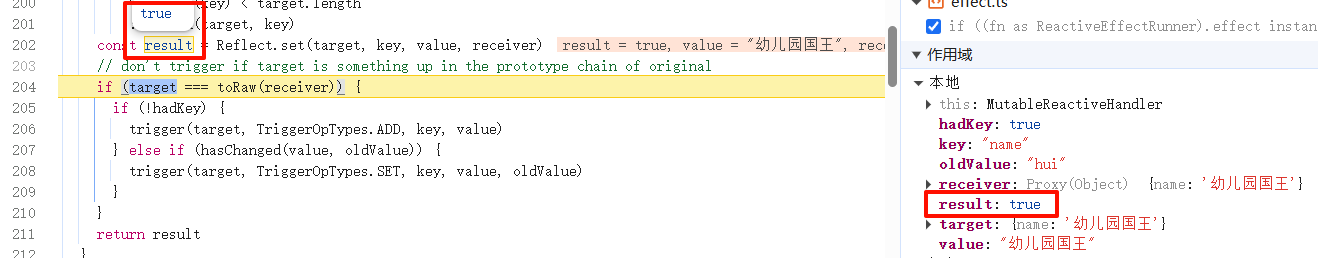 200
(key) < target.length
true
201
(target, key)
202 const result = Reflect.set(target, key, value, receiver) result = true, value = "幼儿园国王", rece
203 // don't trigger if target is something up in the prototype chain of original
204 if (target === toRaw(receiver)) {
205 if (!hadKey) {
206 trigger(target, TriggerOpTypes.ADD, key, value)
207 } else if (hasChanged(value, oldValue)) {
208 trigger(target, TriggerOpTypes.SET, key, value, oldValue)
209 }
210 }
211 return result
212 }
effect.ts
if ((fn as ReactiveEffectRunner).effect instan
作用域
本地
this: MutableReactiveHandler
hadKey: true
key: "name"
oldValue: "hui"
receiver: Proxy(Object) {name: '幼儿园国王'}
result: true
target: {name: '幼儿园国王'}
value: "幼儿园国王"